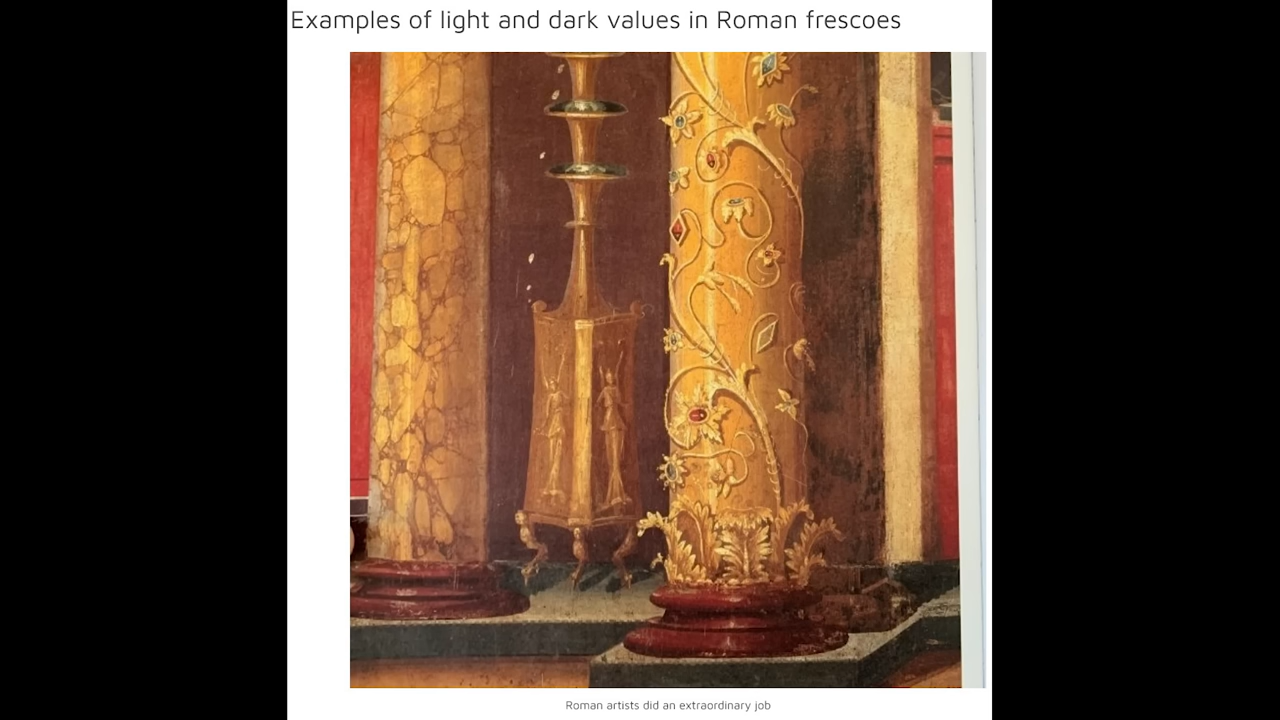 Examples of light and dark values in Roman frescoes
Roman artists did an extraordinary job